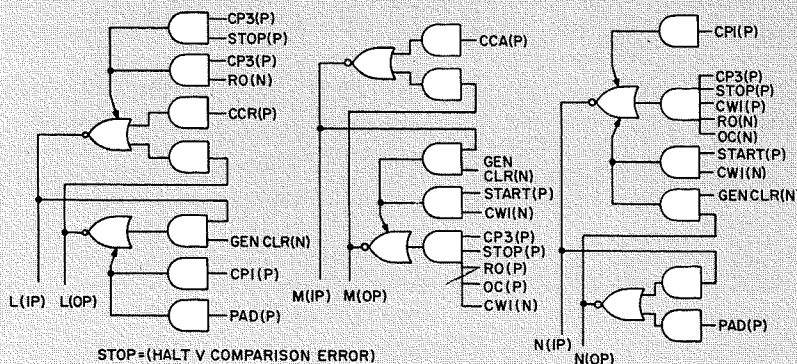 CP3(P)
STOP(P)
CP3(P)
RO(N)
CCR(P)
GEN CLR(N)
CPI(P)
PAD(P)
L(IP)
L(OP)
CCA(P)
GEN
CLR(N)
START(P)
CWI(N)
CP3(P)
STOP(P)
RO(P)
OC(P)
CWI(N)
M(IP)
M(OP)
CPI(P)
CP3(P)
STOP(P)
CWI(P)
RO(N)
OC(N)
START(P)
CWI(N)
GEN CLR(N)
PAD(P)
N(IP)
N(OP)
STOP=(HALT V COMPARISON ERROR)